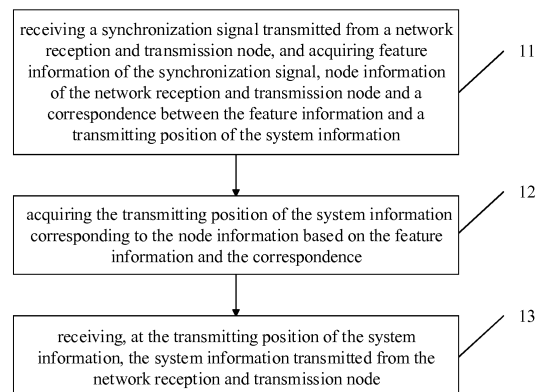 receiving a synchronization signal transmitted from a network
reception and transmission node, and acquiring feature
information of the synchronization signal, node information
of the network reception and transmission node and a
correspondence between the feature information and a
transmitting position of the system information
11
acquiring the transmitting position of the system information
corresponding to the node information based on the feature
information and the correspondence
12
receiving, at the transmitting position of the system
information, the system information transmitted from the
network reception and transmission node
13